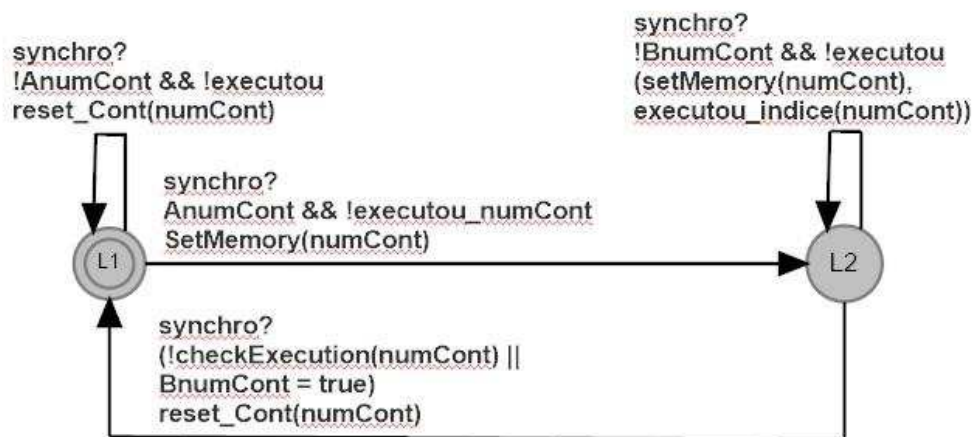 synchro?
!AnumCont && !executou
reset_Cont(numCont)
synchro?
!BnumCont && !executou
(setMemory(numCont),
executou_indice(numCont))
synchro?
AnumCont && !executou_numCont
SetMemory(numCont)
L1
L2
synchro?
(!checkExecution(numCont) ||
BnumCont = true)
reset_Cont(numCont)